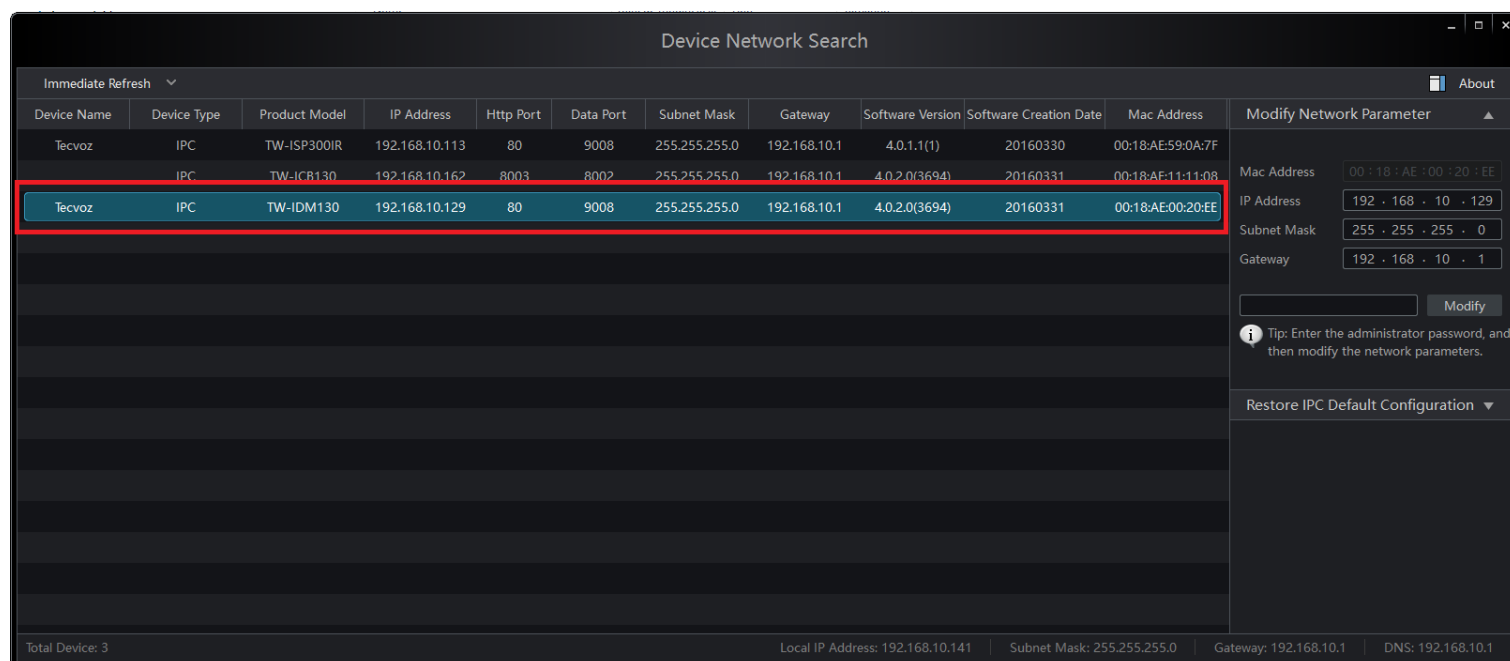 Device Network Search
Immediate Refresh
About
Device Name Device Type Product Model IP Address Http Port Data Port Subnet Mask Gateway Software Version Software Creation Date Mac Address
Tecvoz IPC TW-ISP300IR 192.168.10.113 80 9008 255.255.255.0 192.168.10.1 4.0.1.1(1) 20160330 00:18:AE:59:0A:7F
IPC TW-ICB130 192.168.10.162 8003 8002 255.255.255.0 192.168.10.1 4.0.2.0(3694) 20160331 00:18:AE:11:11:08
Tecvoz IPC TW-IDM130 192.168.10.129 80 9008 255.255.255.0 192.168.10.1 4.0.2.0(3694) 20160331 00:18:AE:00:20:EE
Modify Network Parameter
Mac Address 00 : 18 : AE : 00 : 20 : EE
IP Address 192 . 168 . 10 . 129
Subnet Mask 255 . 255 . 255 . 0
Gateway 192 . 168 . 10 . 1
Modify
Tip: Enter the administrator password, and
then modify the network parameters.
Restore IPC Default Configuration
Total Device: 3 Local IP Address: 192.168.10.141 Subnet Mask: 255.255.255.0 Gateway: 192.168.10.1 DNS: 192.168.10.1